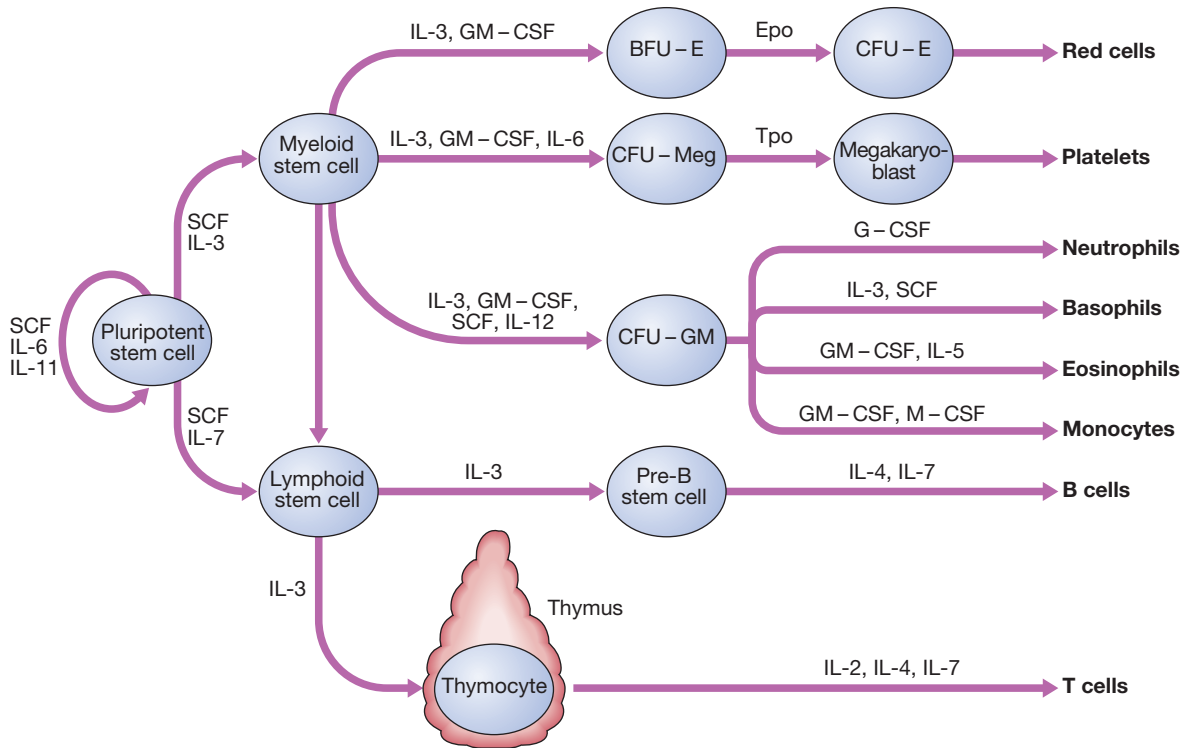 IL-3, GM – CSF
BFU – E
Epo
CFU – E
Red cells
Myeloid
stem cell
IL-3, GM – CSF, IL-6
CFU – Meg
Tpo
Megakaryo-
blast
Platelets
SCF
IL-3
G – CSF
Neutrophils
SCF
IL-6
IL-11
Pluripotent
stem cell
IL-3, GM – CSF,
SCF, IL-12
CFU – GM
IL-3, SCF
Basophils
GM – CSF, IL-5
Eosinophils
GM – CSF, M – CSF
Monocytes
SCF
IL-7
Lymphoid
stem cell
IL-3
Pre-B
stem cell
IL-4, IL-7
B cells
IL-3
Thymus
Thymocyte
IL-2, IL-4, IL-7
T cells